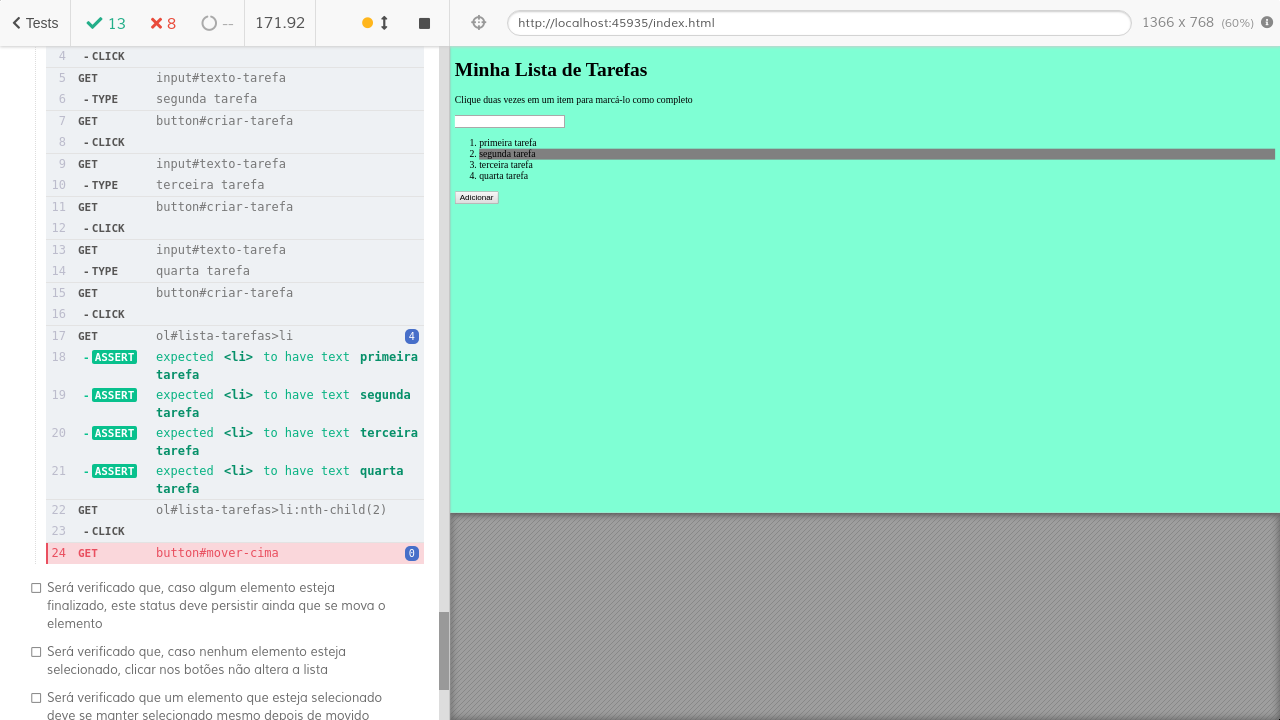 Tests
13
8
--
171.92
http://localhost:45935/index.html
1366 x 768 (60%)
4 - CLICK
5 GET input#texto-tarefa
6 - TYPE segunda tarefa
7 GET button#criar-tarefa
8 - CLICK
9 GET input#texto-tarefa
10 - TYPE terceira tarefa
11 GET button#criar-tarefa
12 - CLICK
13 GET input#texto-tarefa
14 - TYPE quarta tarefa
15 GET button#criar-tarefa
16 - CLICK
17 GET ol#lista-tarefas>li 4
18 - ASSERT expected <li> to have text primeira
tarefa
19 - ASSERT expected <li> to have text segunda
tarefa
20 - ASSERT expected <li> to have text terceira
tarefa
21 - ASSERT expected <li> to have text quarta
tarefa
22 GET ol#lista-tarefas>li:nth-child(2)
23 - CLICK
24 GET button#mover-cima 0
Será verificado que, caso algum elemento esteja
finalizado, este status deve persistir ainda que se mova o
elemento
Será verificado que, caso nenhum elemento esteja
selecionado, clicar nos botões não altera a lista
Será verificado que um elemento que esteja selecionado
deve se manter selecionado mesmo depois de movido
Minha Lista de Tarefas
Clique duas vezes em um item para marcá-lo como completo
1. primeira tarefa
2. segunda tarefa
3. terceira tarefa
4. quarta tarefa
Adicionar